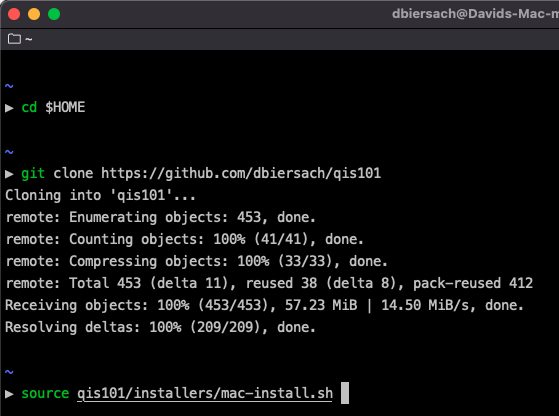 dbiersach@Davids-Mac-m
~
~
▶ cd $HOME
~
▶ git clone https://github.com/dbiersach/qis101
Cloning into 'qis101'...
remote: Enumerating objects: 453, done.
remote: Counting objects: 100% (41/41), done.
remote: Compressing objects: 100% (33/33), done.
remote: Total 453 (delta 11), reused 38 (delta 8), pack-reused 412
Receiving objects: 100% (453/453), 57.23 MiB | 14.50 MiB/s, done.
Resolving deltas: 100% (209/209), done.
~
▶ source qis101/installers/mac-install.sh